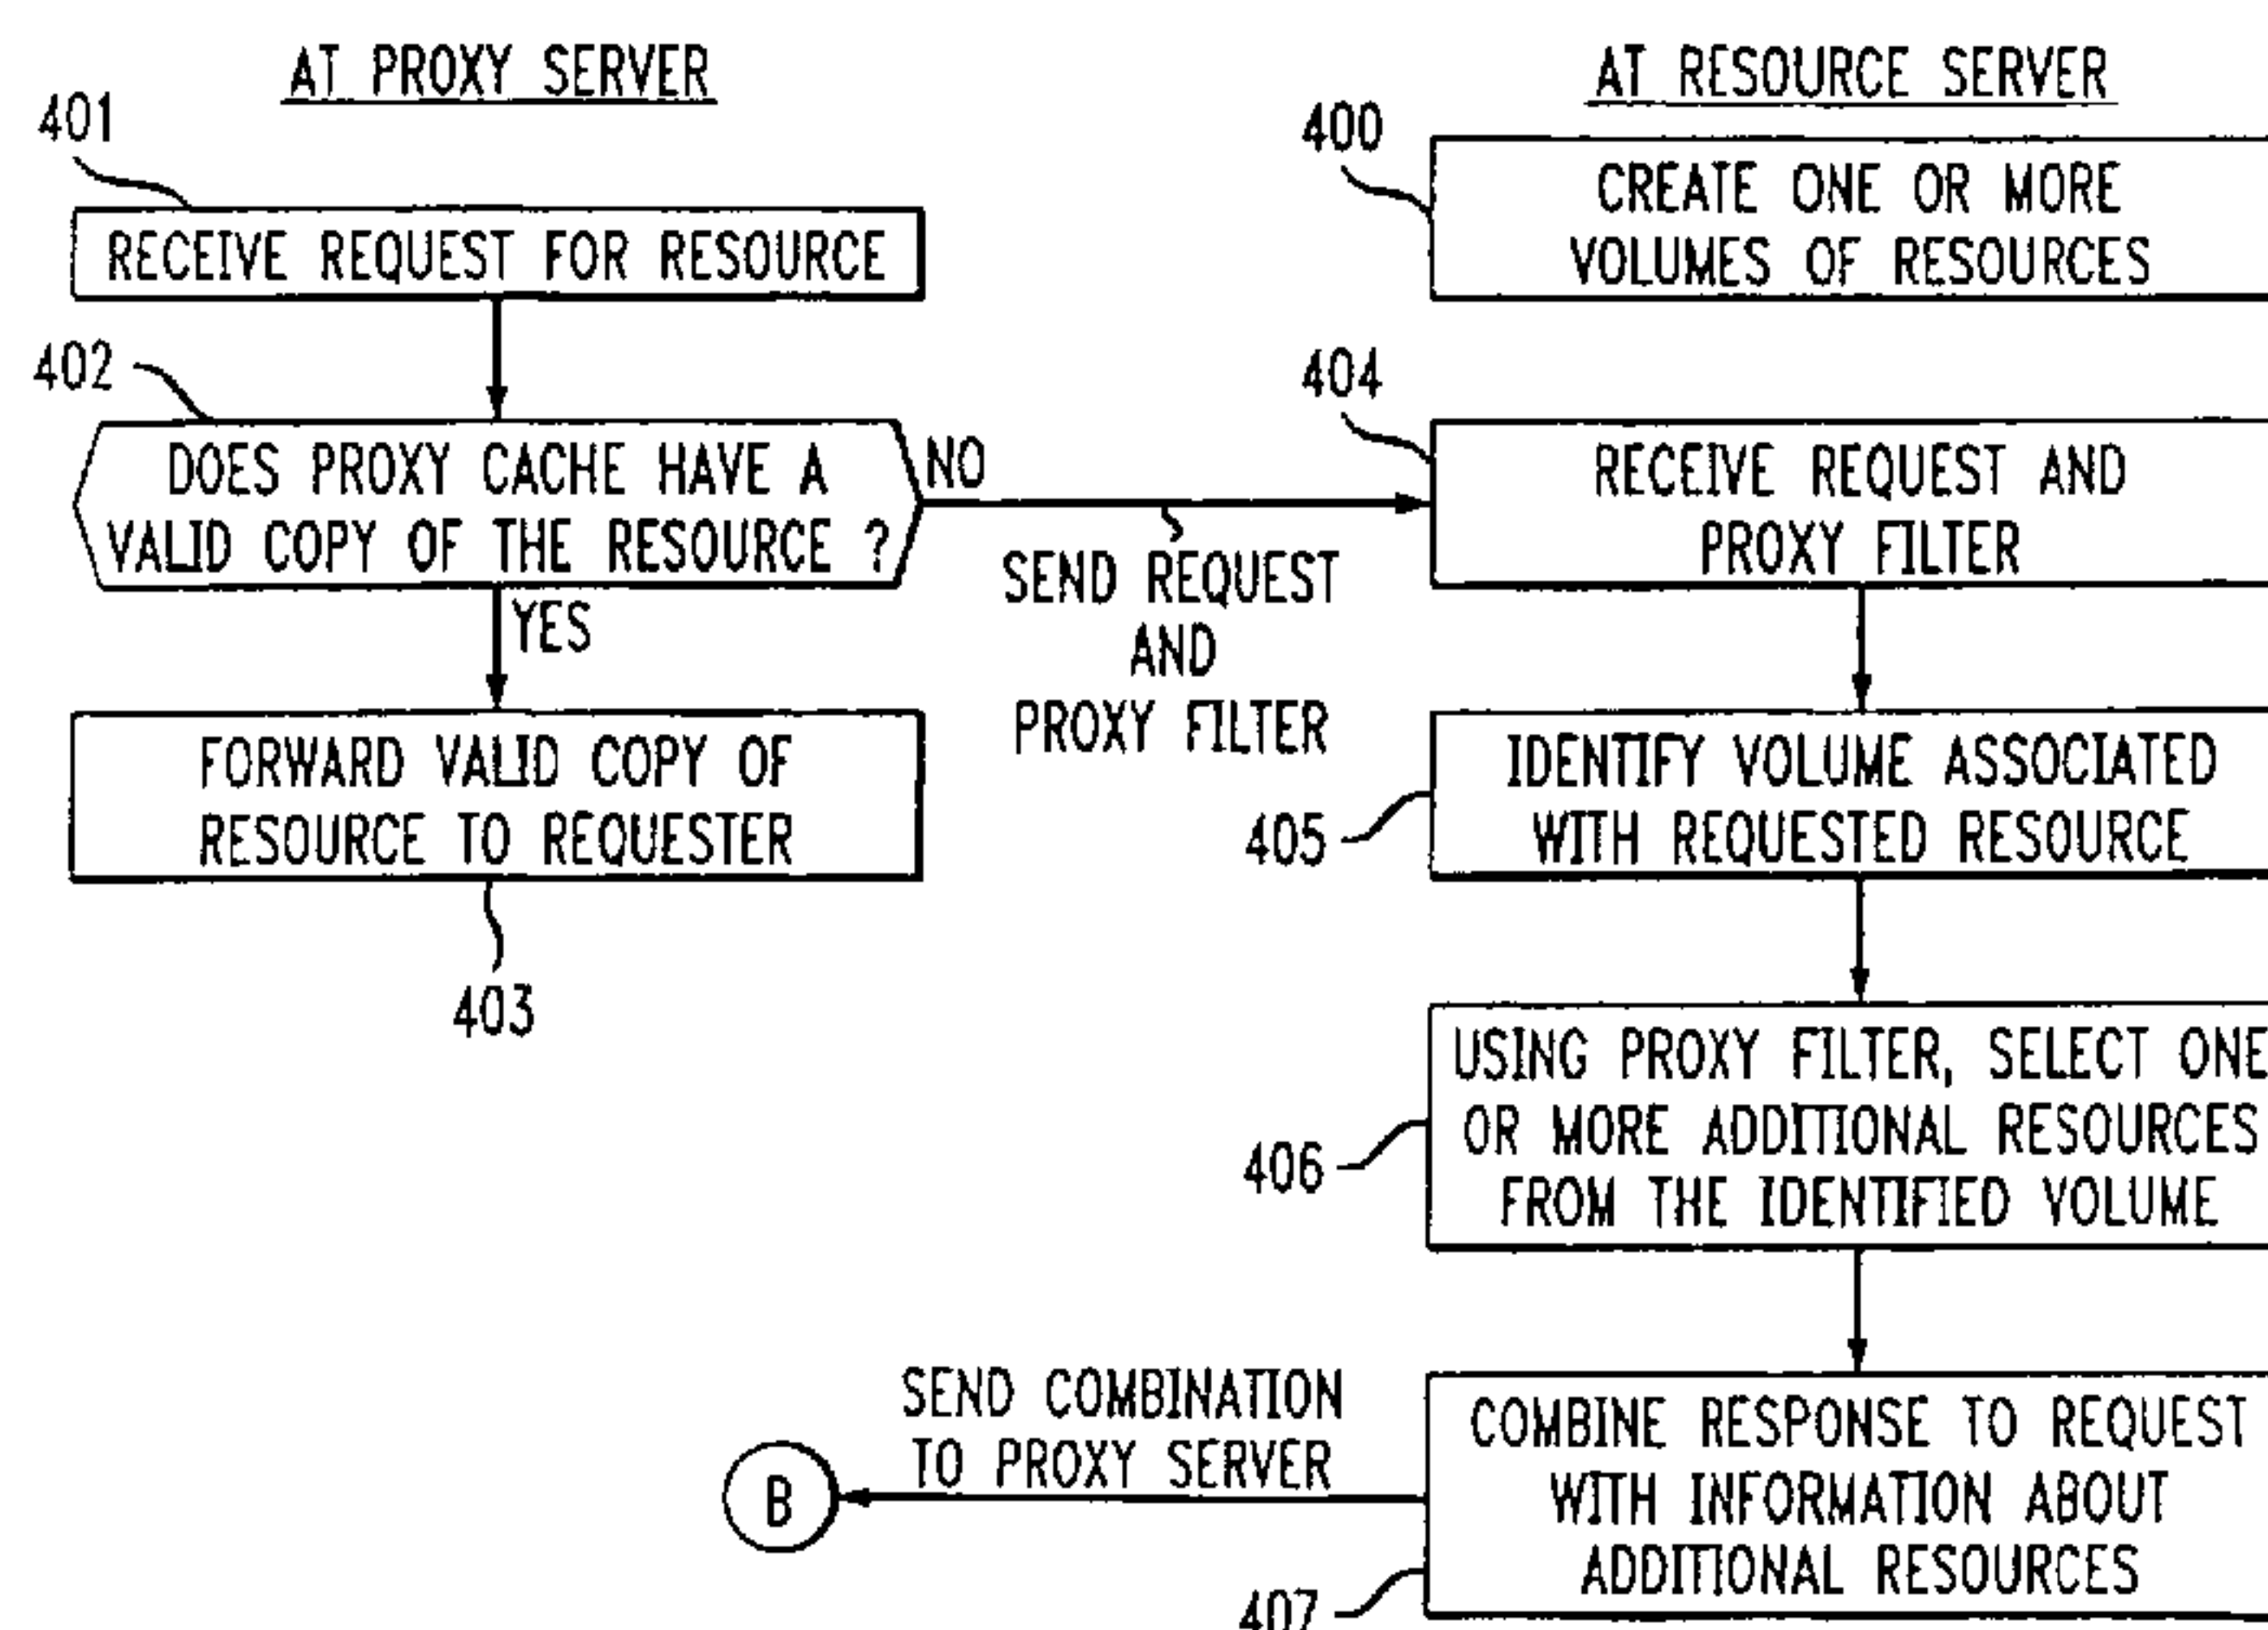 AT PROXY SERVER
401
RECEIVE REQUEST FOR RESOURCE
402
DOES PROXY CACHE HAVE A
VALID COPY OF THE RESOURCE ?
NO
YES
SEND REQUEST
AND
PROXY FILTER
FORWARD VALID COPY OF
RESOURCE TO REQUESTER
403
AT RESOURCE SERVER
400
CREATE ONE OR MORE
VOLUMES OF RESOURCES
404
RECEIVE REQUEST AND
PROXY FILTER
IDENTIFY VOLUME ASSOCIATED
WITH REQUESTED RESOURCE
405
USING PROXY FILTER, SELECT ONE
OR MORE ADDITIONAL RESOURCES
FROM THE IDENTIFIED VOLUME
406
COMBINE RESPONSE TO REQUEST
WITH INFORMATION ABOUT
ADDITIONAL RESOURCES
407
SEND COMBINATION
TO PROXY SERVER
B